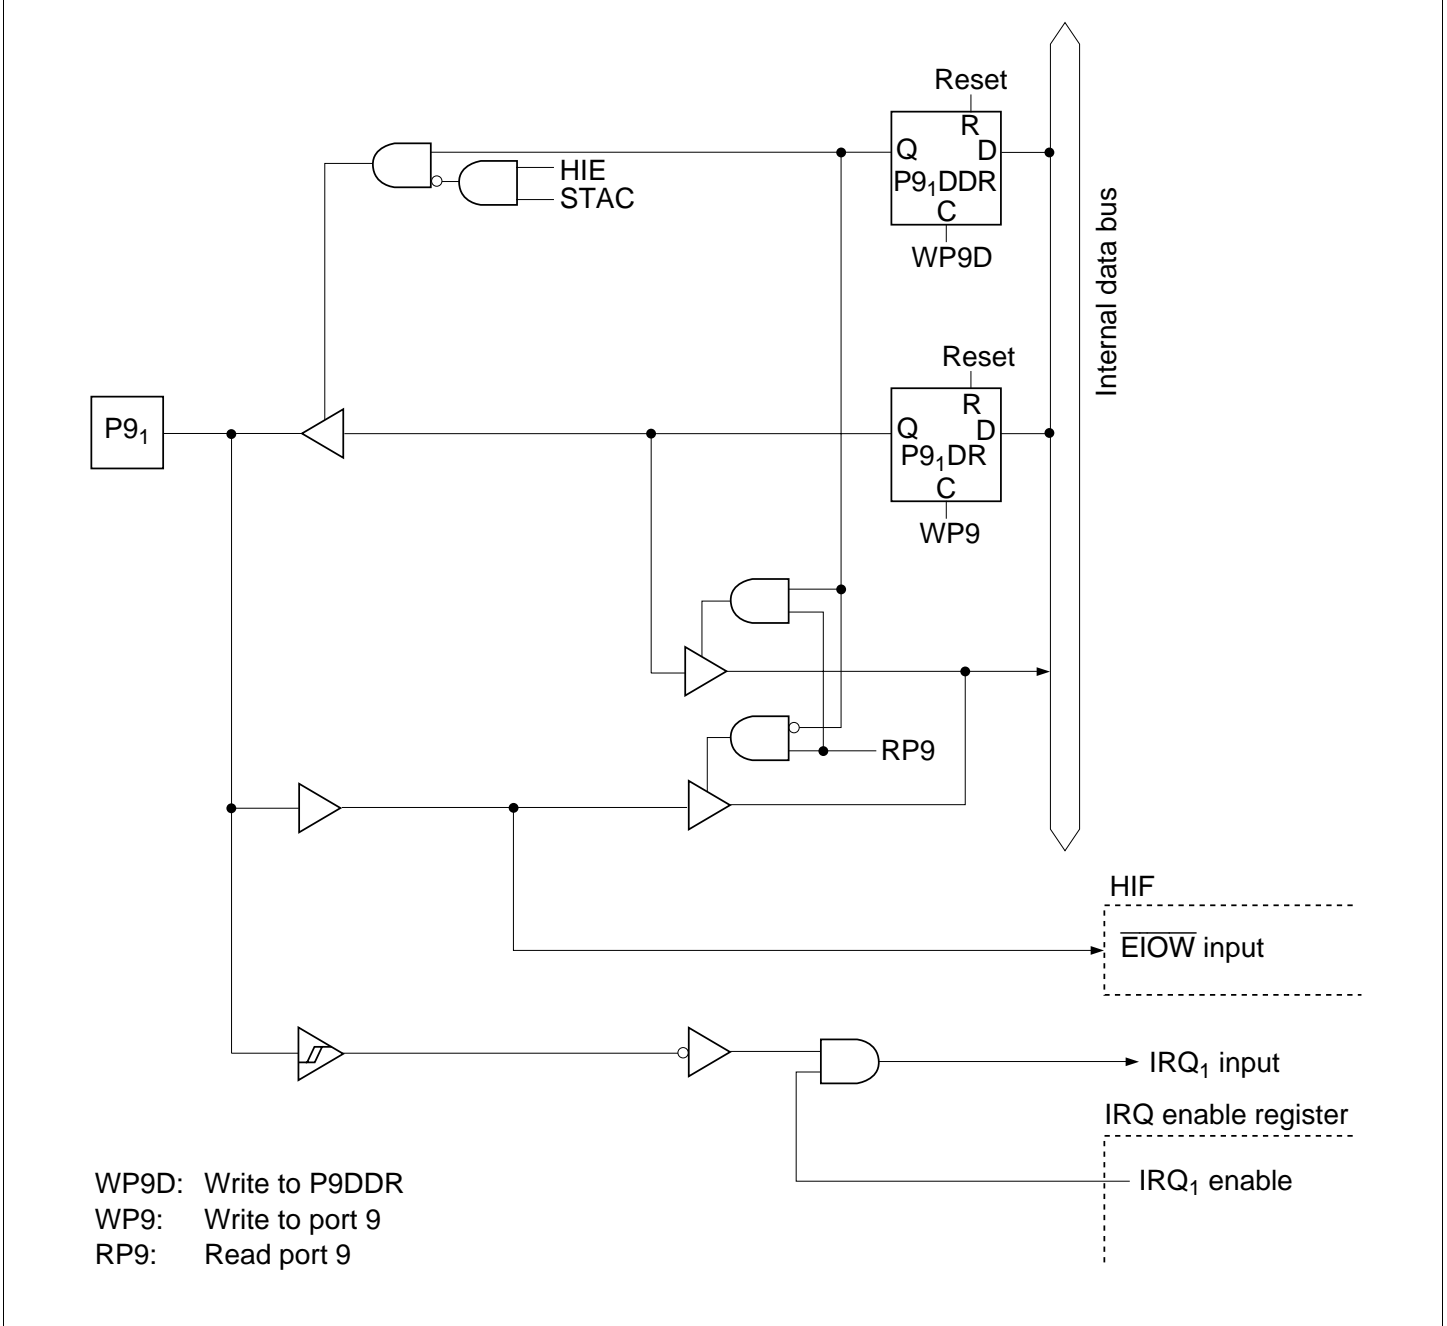 Reset
R
Q D
P9₁DDR
C
WP9D
HIE
STAC
Internal data bus
Reset
R
Q D
P9₁DR
C
WP9
P9₁
RP9
HIF
E̅I̅O̅W̅ input
IRQ₁ input
IRQ enable register
IRQ₁ enable
WP9D: Write to P9DDR
WP9: Write to port 9
RP9: Read port 9